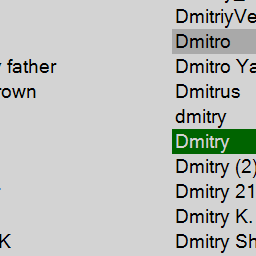 DmitriyVe
Dmitro
father
Dmitro Ya
rown
Dmitrus
dmitry
Dmitry
Dmitry (2)
Dmitry 21
Dmitry K.
K
Dmitry Sh